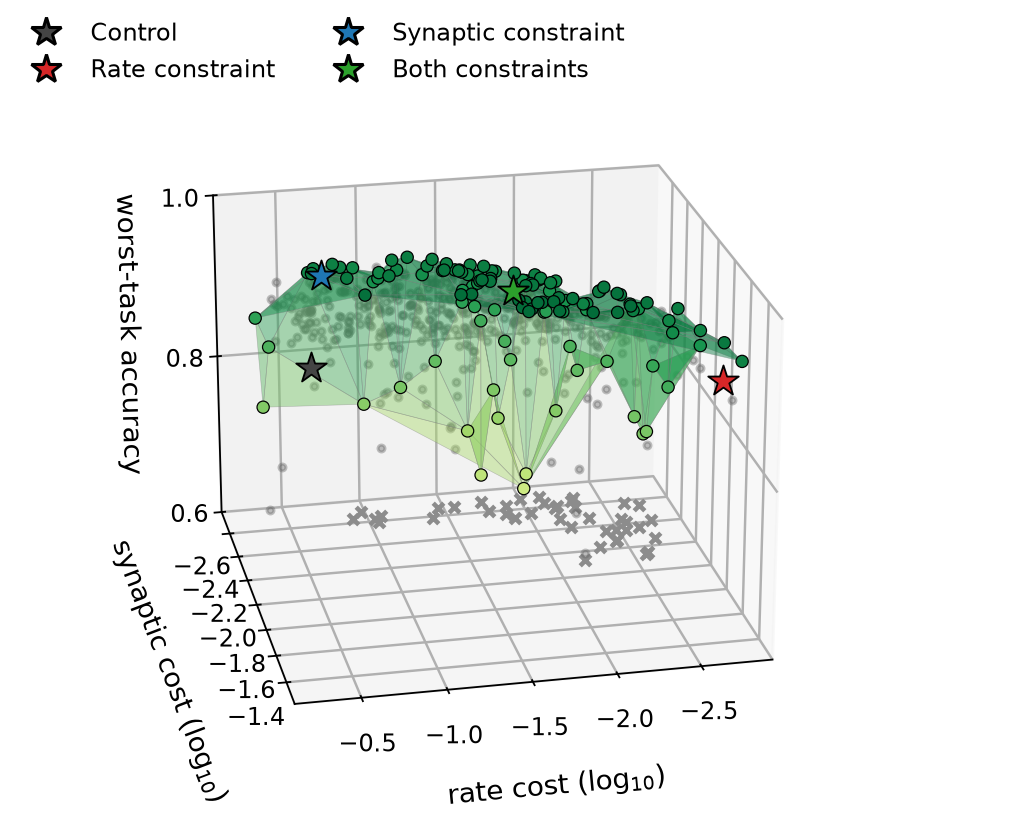 Control
Rate constraint
Synaptic constraint
Both constraints
worst-task accuracy
1.0
0.8
0.6
synaptic cost (log₁₀)
−2.6
−2.4
−2.2
−2.0
−1.8
−1.6
−1.4
−0.5
−1.0
−1.5
−2.0
−2.5
rate cost (log₁₀)